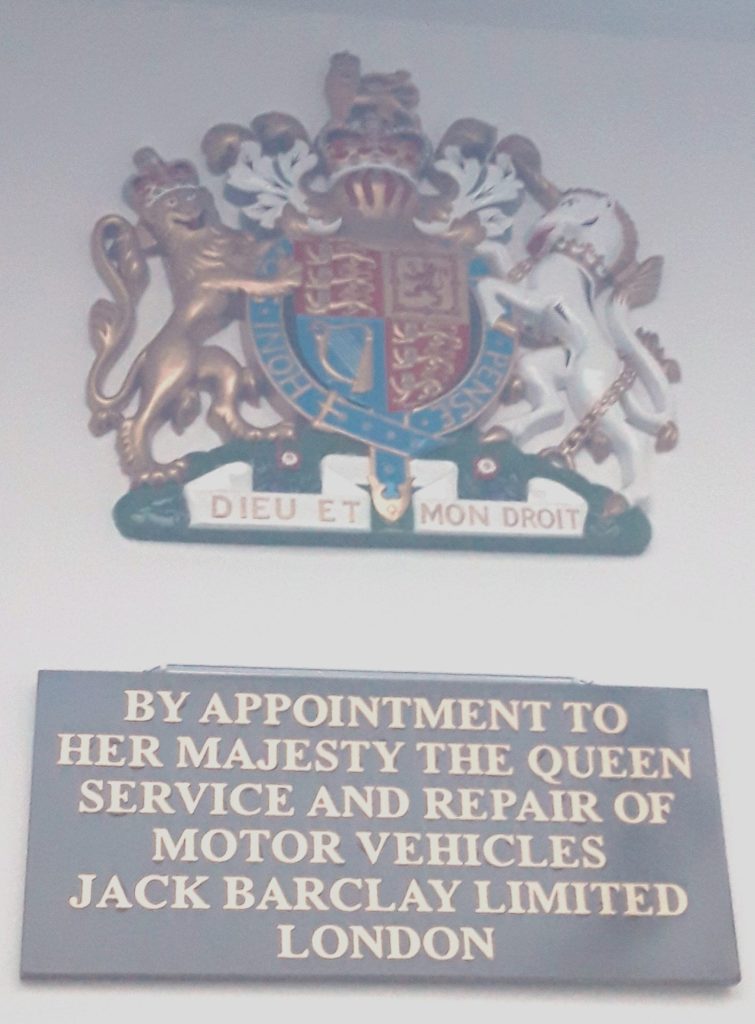 HONI
PENSE
DIEU ET MON DROIT
BY APPOINTMENT TO
HER MAJESTY THE QUEEN
SERVICE AND REPAIR OF
MOTOR VEHICLES
JACK BARCLAY LIMITED
LONDON